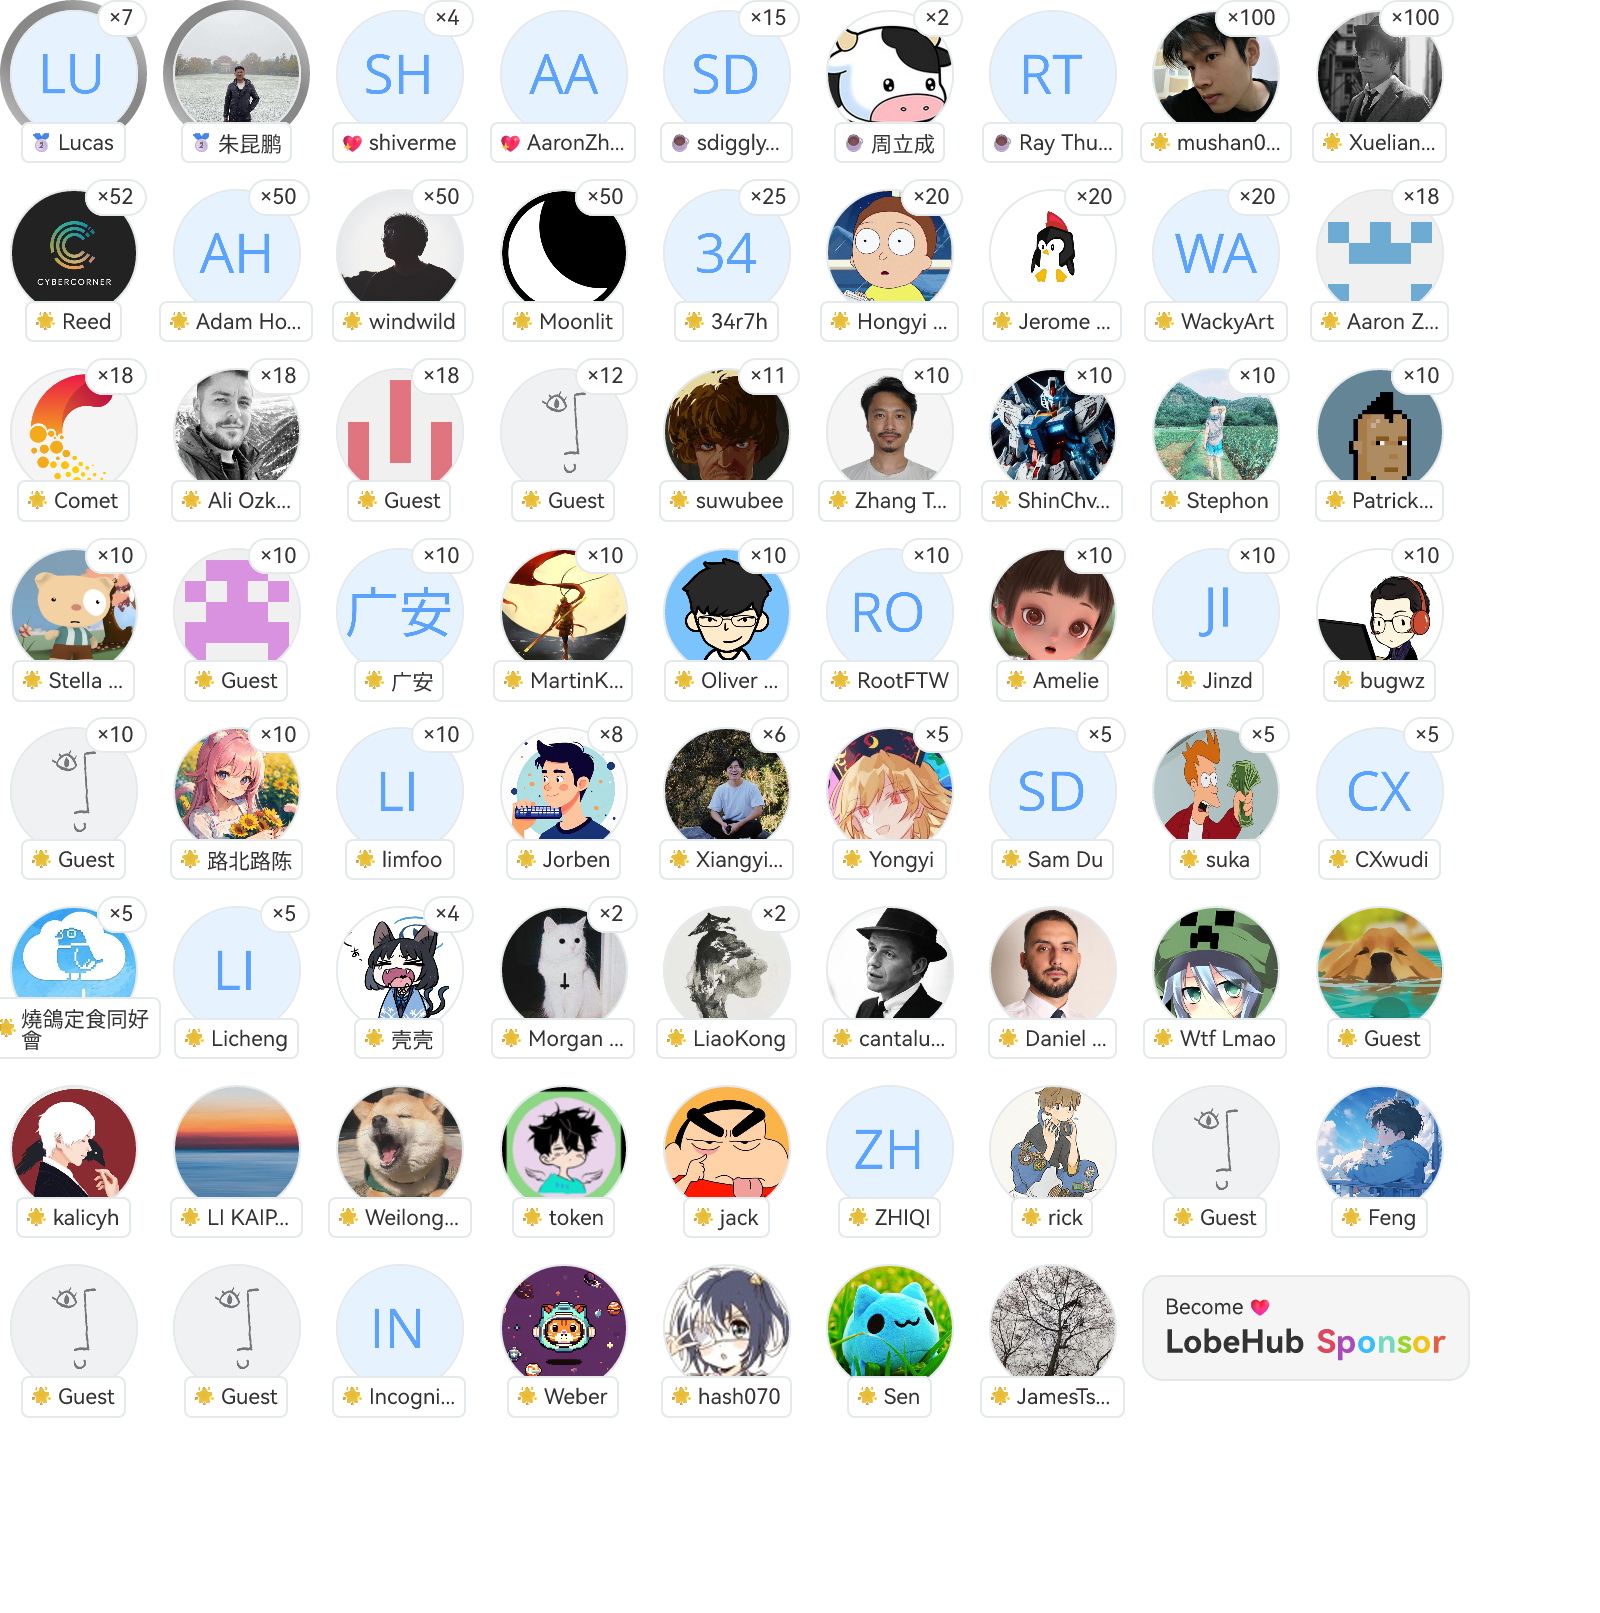 ×7
×4
×15
×2
×100
×100
LU
SH
AA
SD
RT
Lucas
朱昆鹏
shiverme
AaronZh...
sdiggly...
周立成
Ray Thu...
mushan0...
Xuelian...
×52
×50
×50
×50
×25
×20
×20
×20
×18
CYBERCORNER
AH
34
WA
Reed
Adam Ho...
windwild
Moonlit
34r7h
Hongyi ...
Jerome ...
WackyArt
Aaron Z...
×18
×18
×18
×12
×11
×10
×10
×10
×10
Comet
Ali Ozk...
Guest
Guest
suwubee
Zhang T...
ShinChv...
Stephon
Patrick...
×10
×10
×10
×10
×10
×10
×10
×10
×10
广安
RO
JI
Stella ...
Guest
广安
MartinK...
Oliver ...
RootFTW
Amelie
Jinzd
bugwz
×10
×10
×10
×8
×6
×5
×5
×5
×5
LI
SD
CX
Guest
路北路陈
limfoo
Jorben
Xiangyi...
Yongyi
Sam Du
suka
CXwudi
×5
×5
×4
×2
×2
LI
燒鴿定食同好
會
Licheng
壳壳
Morgan ...
LiaoKong
cantalu...
Daniel ...
Wtf Lmao
Guest
ZH
kalicyh
LI KAIP...
Weilong...
token
jack
ZHIQI
rick
Guest
Feng
IN
Guest
Guest
Incogni...
Weber
hash070
Sen
JamesTs...
Become
LobeHub Sponsor